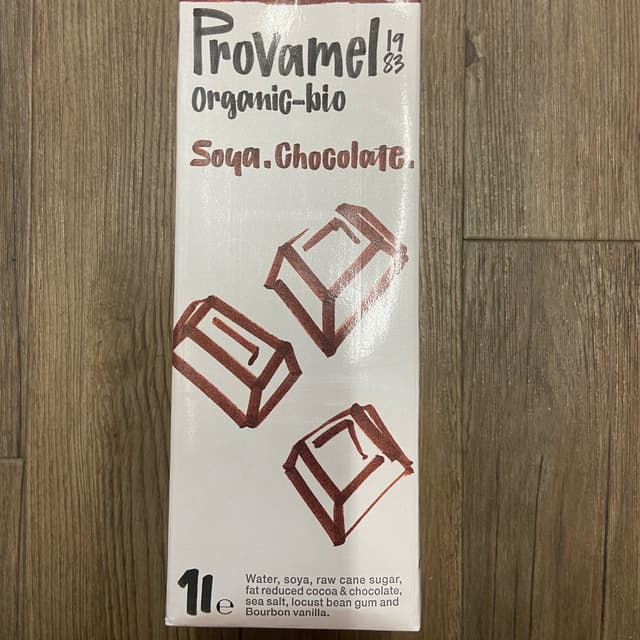 Provamel 19 83
organic-bio
Soya. Chocolate.
1l e
Water, soya, raw cane sugar,
fat reduced cocoa & chocolate,
sea salt, locust bean gum and
Bourbon vanilla.